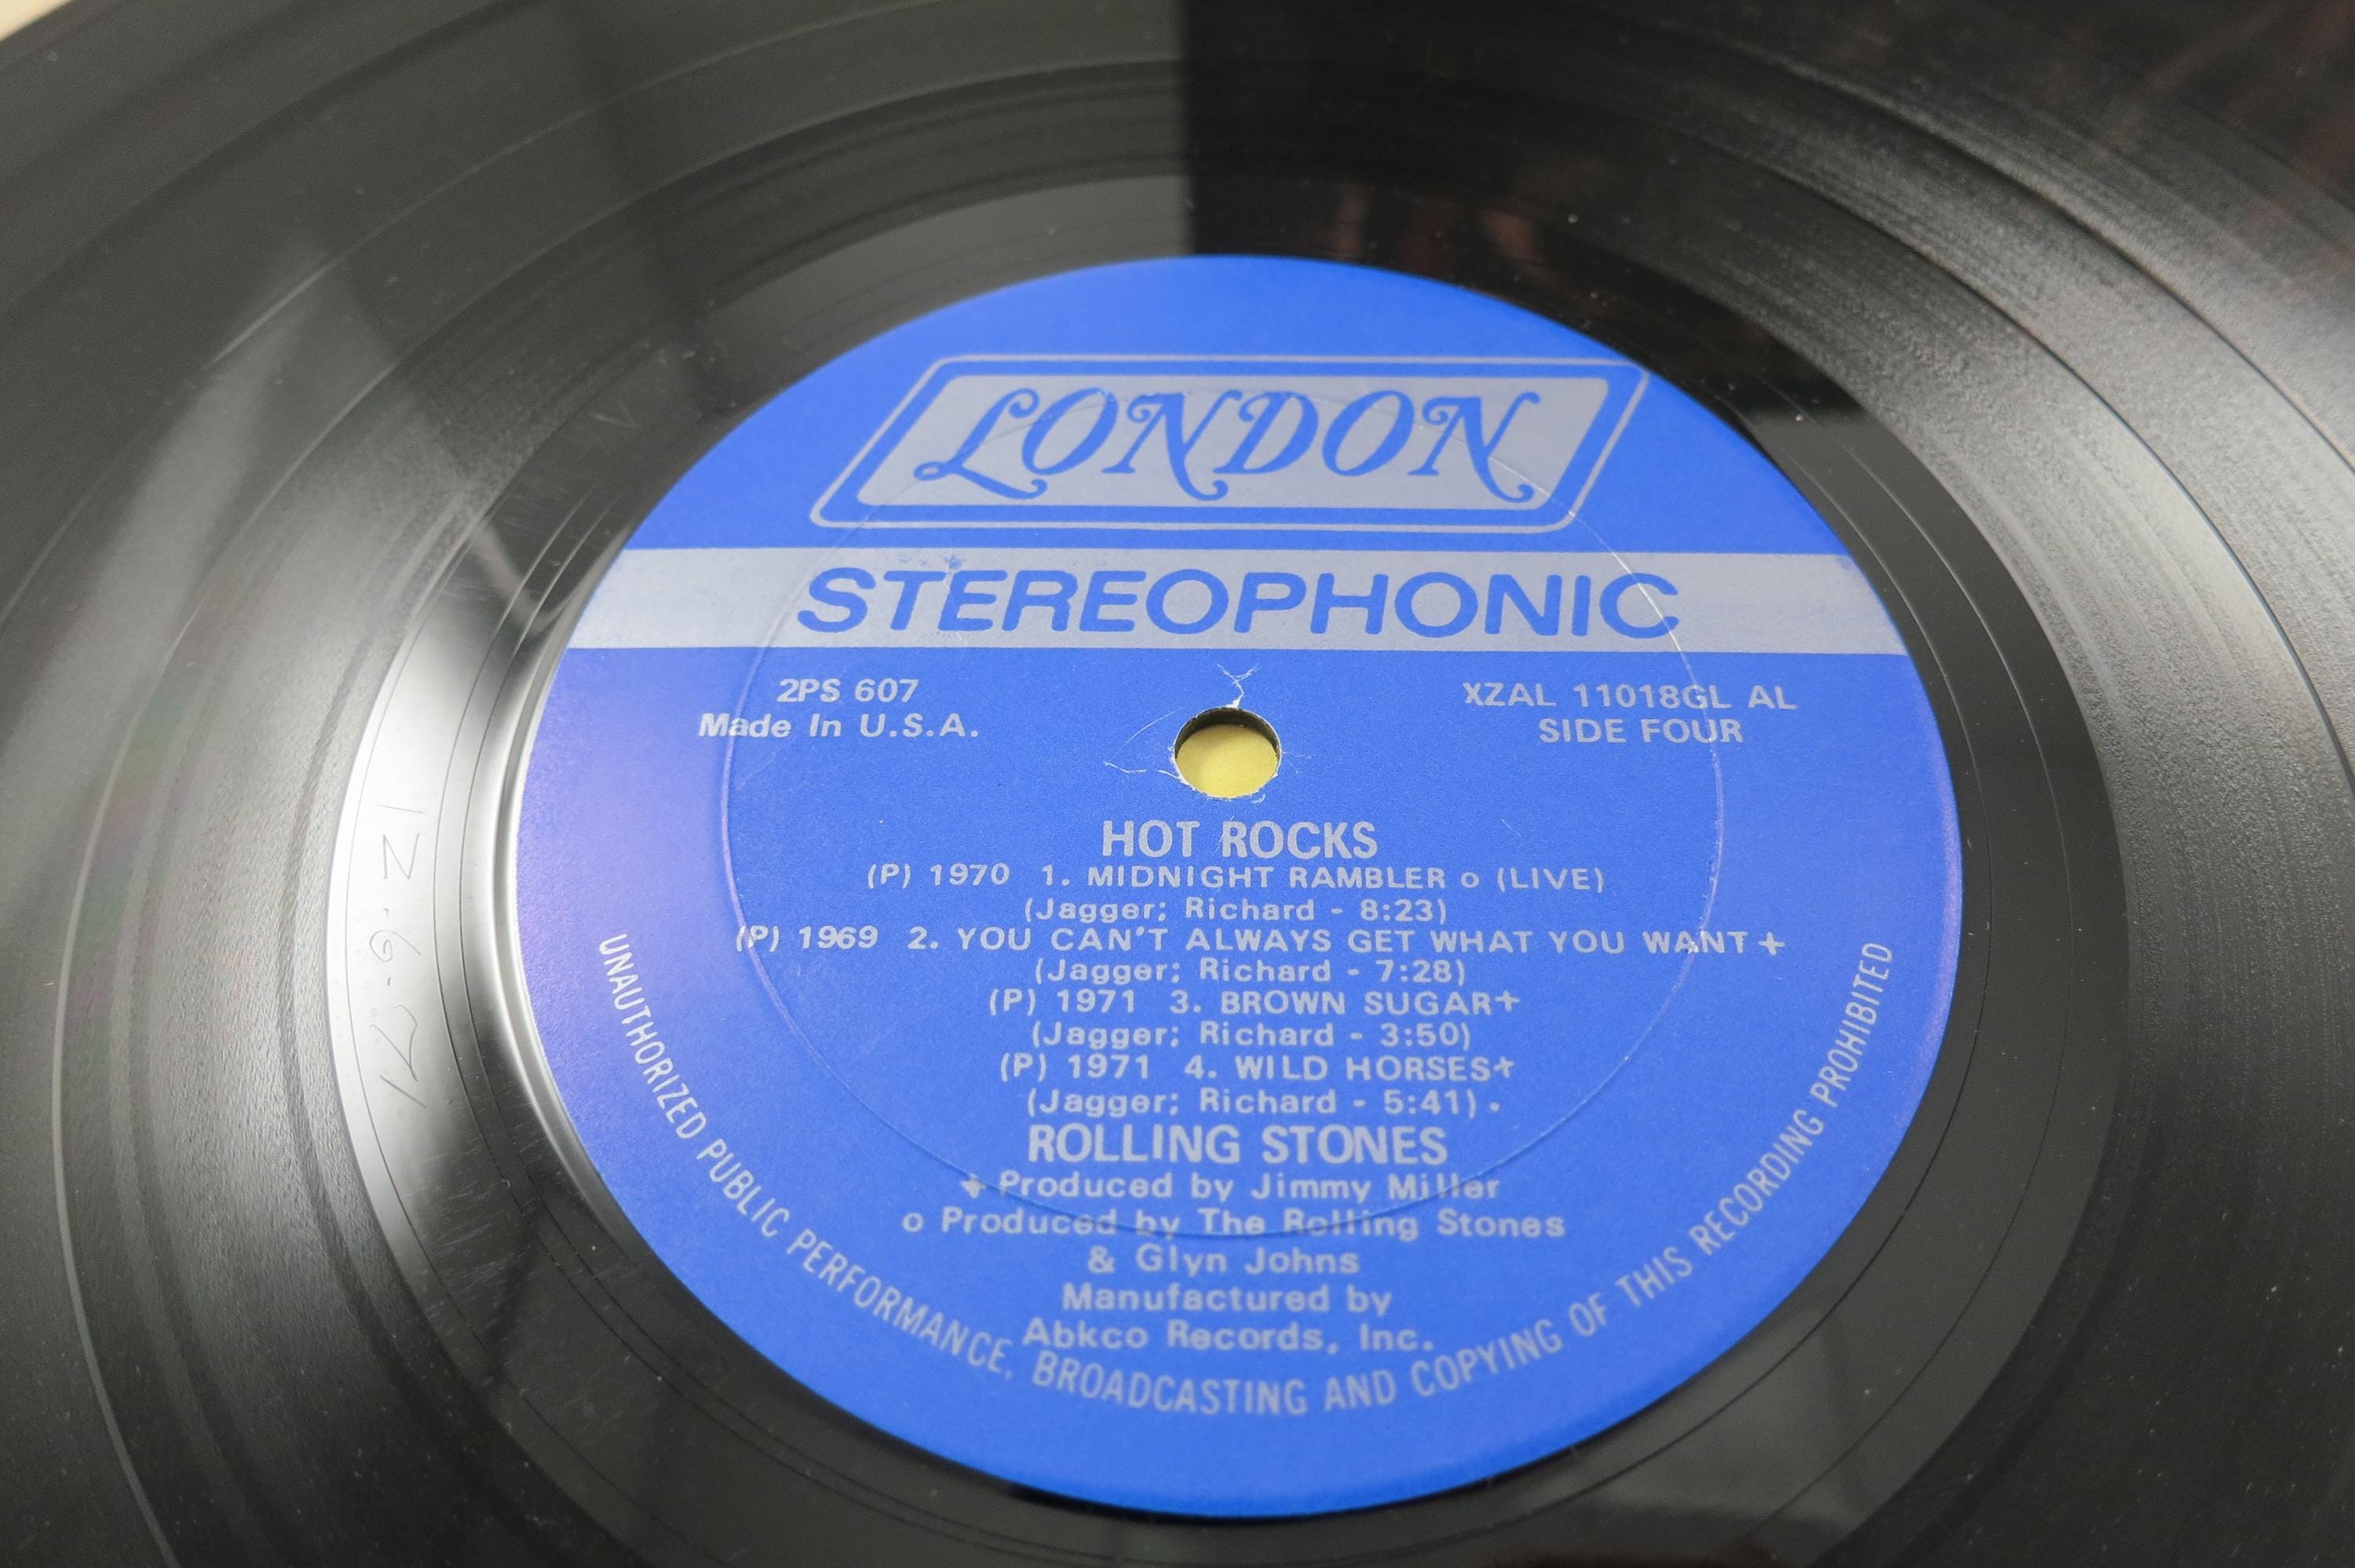 LONDON
STEREOPHONIC
2PS 607
Made In U.S.A.
XZAL 11018GL AL
SIDE FOUR
HOT ROCKS
(P) 1970 1. MIDNIGHT RAMBLER o (LIVE)
(Jagger; Richard - 8:23)
(P) 1969 2. YOU CAN'T ALWAYS GET WHAT YOU WANT +
(Jagger; Richard - 7:28)
(P) 1971 3. BROWN SUGAR+
(Jagger; Richard - 3:50)
(P) 1971 4. WILD HORSES+
(Jagger; Richard - 5:41) .
ROLLING STONES
+ Produced by Jimmy Miller
o Produced by The Rolling Stones
& Glyn Johns
Manufactured by
Abkco Records, Inc.
UNAUTHORIZED PUBLIC PERFORMANCE, BROADCASTING AND COPYING OF THIS RECORDING PROHIBITED